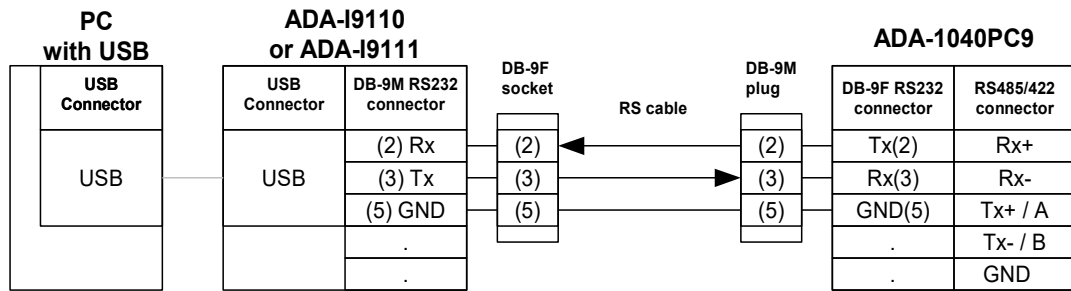 PC
with USB
ADA-I9110
or ADA-I9111
ADA-1040PC9
USB
Connector
USB
Connector
DB-9M RS232
connector
DB-9F
socket
RS cable
DB-9M
plug
DB-9F RS232
connector
RS485/422
connector
USB
USB
(2) Rx
(2)
(2)
Tx(2)
Rx+
(3) Tx
(3)
(3)
Rx(3)
Rx-
(5) GND
(5)
(5)
GND(5)
Tx+ / A
.
.
Tx- / B
.
.
GND